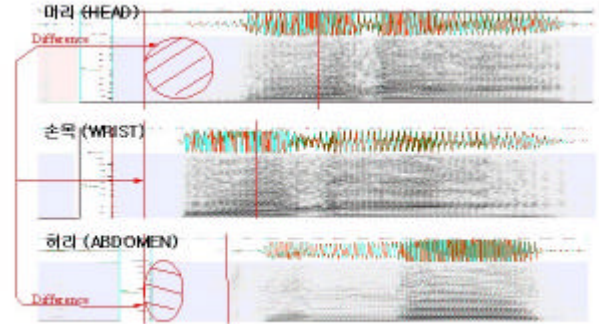 머리 (HEAD)
Difference
손목 (WRIST)
허리 (ABDOMEN)
Difference